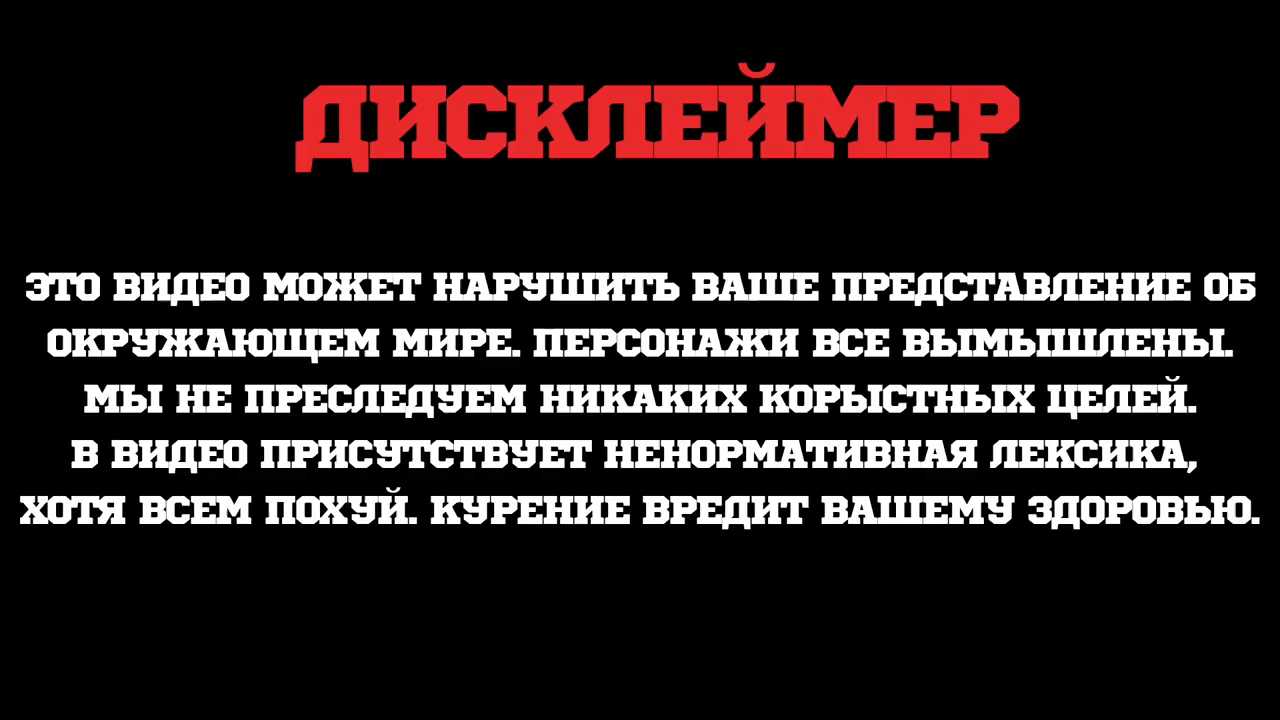 ДИСКЛЕЙМЕР
ЭТО ВИДЕО МОЖЕТ НАРУШИТЬ ВАШЕ ПРЕДСТАВЛЕНИЕ ОБ
ОКРУЖАЮЩЕМ МИРЕ. ПЕРСОНАЖИ ВСЕ ВЫМЫШЛЕНЫ.
МЫ НЕ ПРЕСЛЕДУЕМ НИКАКИХ КОРЫСТНЫХ ЦЕЛЕЙ.
В ВИДЕО ПРИСУТСТВУЕТ НЕНОРМАТИВНАЯ ЛЕКСИКА,
ХОТЯ ВСЕМ ПОХУЙ. КУРЕНИЕ ВРЕДИТ ВАШЕМУ ЗДОРОВЬЮ.